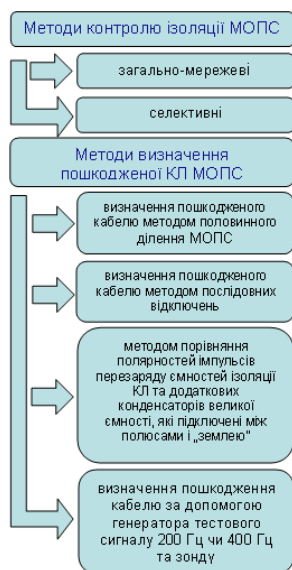 Методи контролю ізоляції МОПС
загально-мережеві
селективні
Методи визначення
пошкодженої КЛ МОПС
визначення пошкодженого
кабелю методом половинного
ділення МОПС
визначення пошкодженого
кабелю методом послідовних
відключень
методом порівняння
полярностей імпульсів
перезаряду ємностей ізоляції
КЛ та додаткових
конденсаторів великої
ємності, які підключені між
полюсами і „землею"
визначення пошкодження
кабелю за допомогою
генератора тестового
сигналу 200 Гц чи 400 Гц
та зонду